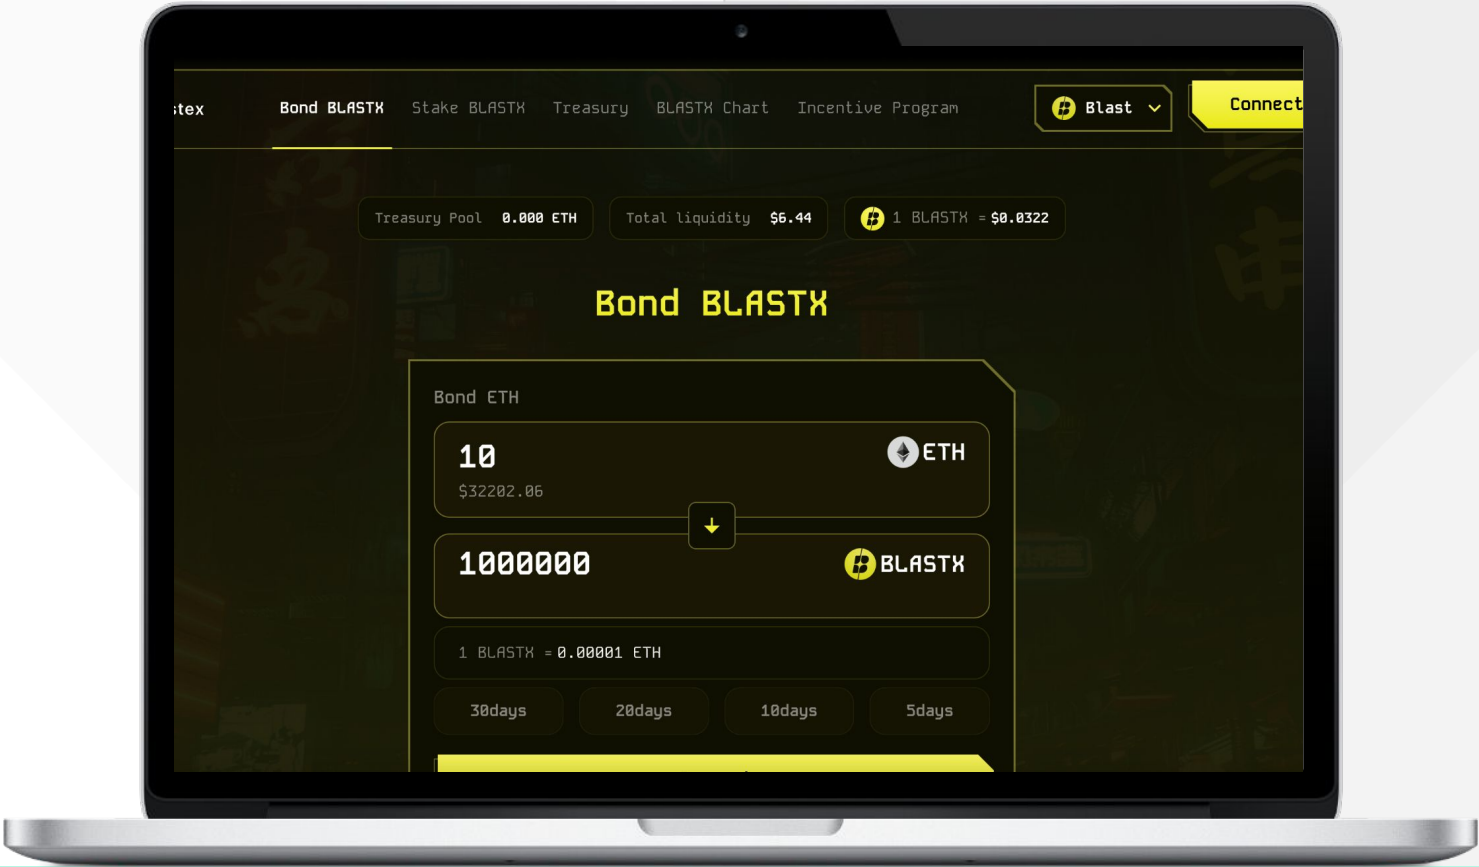 stex Bond BLASTX Stake BLASTX Treasury BLASTX Chart Incentive Program Blast Connect
Treasury Pool 0.000 ETH Total liquidity $6.44 1 BLASTX = $0.0322
Bond BLASTX
Bond ETH
10 ETH
$32202.06
1000000 BLASTX
1 BLASTX = 0.00001 ETH
30days 20days 10days 5days